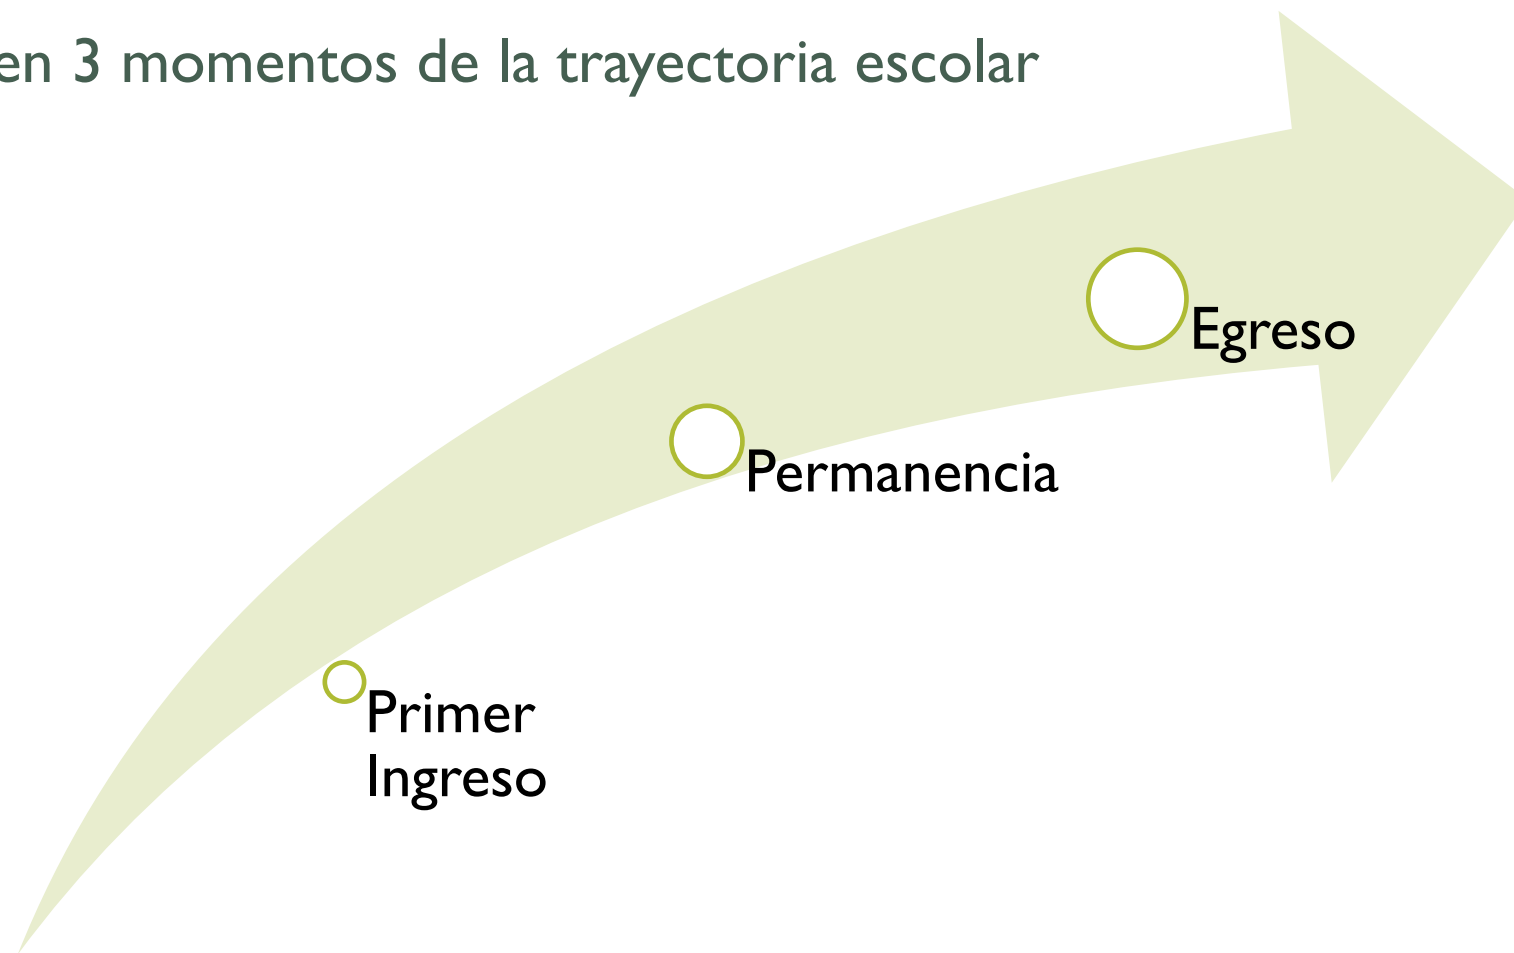 en 3 momentos de la trayectoria escolar
Egreso
Permanencia
Primer
Ingreso